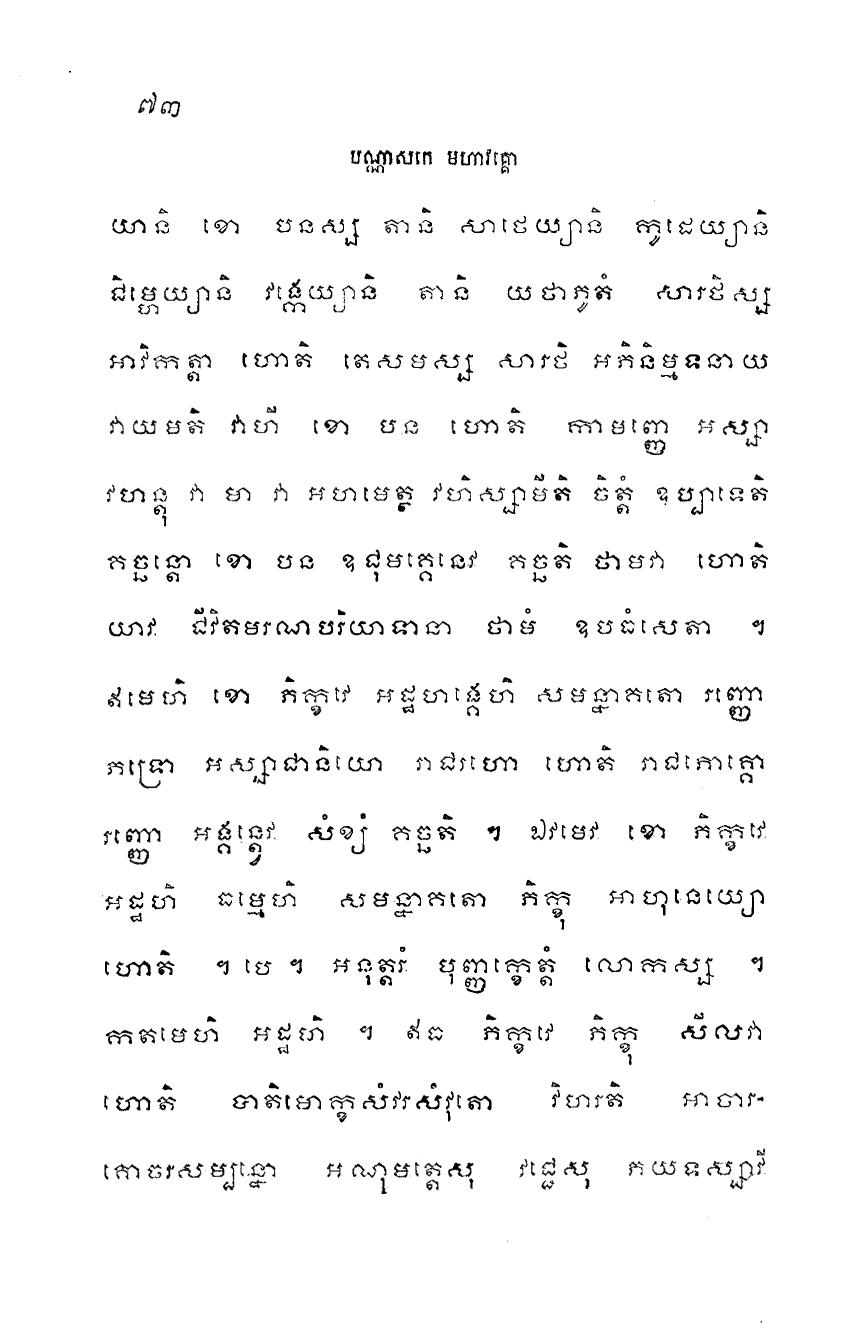 ៧៣
បណ្ណាសកេ មហាវគ្គោ
យានិ ខោ បនស្ស តានិ សាថេយ្យានិ កូដេយ្យានិ
ជិម្ហេយ្យានិ វង្កេយ្យានិ តានិ យថាភូតំ សារថិស្ស
អាវិកត្តា ហោតិ តេសមស្ស សារថិ អភិនិម្មទនាយ
វាយមតិ វាហី ខោ បន ហោតិ កាមញ្ញេ អស្សា
វហន្តុ វា មា វា អហមេត្ថ វហិស្សាមីតិ ចិត្តំ ឧប្បាទេតិ
គច្ឆន្តោ ខោ បន ឧជុមគ្គេនេវ គច្ឆតិ ថាមវា ហោតិ
យាវ ជីវិតមរណបរិយាទានា ថាមំ ឧបធំសេតា ។
ឥមេហិ ខោ ភិក្ខវេ អដ្ឋហង្គេហិ សមន្នាគតោ រញ្ញោ
ភទ្រោ អស្សាជានិយោ រាជរហោ ហោតិ រាជភោគ្គោ
រញ្ញោ អង្គន្ត្វេវ សំខ្យំ គច្ឆតិ ។ ឯវមេវ ខោ ភិក្ខវេ
អដ្ឋហិ ធម្មេហិ សមន្នាគតោ ភិក្ខុ អាហុនេយ្យោ
ហោតិ ។ បេ ។ អនុត្តរំ បុញ្ញក្ខេត្តំ លោកស្ស ។
កតមេហិ អដ្ឋហិ ។ ឥធ ភិក្ខវេ ភិក្ខុ សីលវា
ហោតិ បាតិមោក្ខសំវរសំវុតោ វិហរតិ អាចារ-
គោចរសម្បន្នោ អណុមត្តេសុ វជ្ជេសុ ភយទស្សាវី